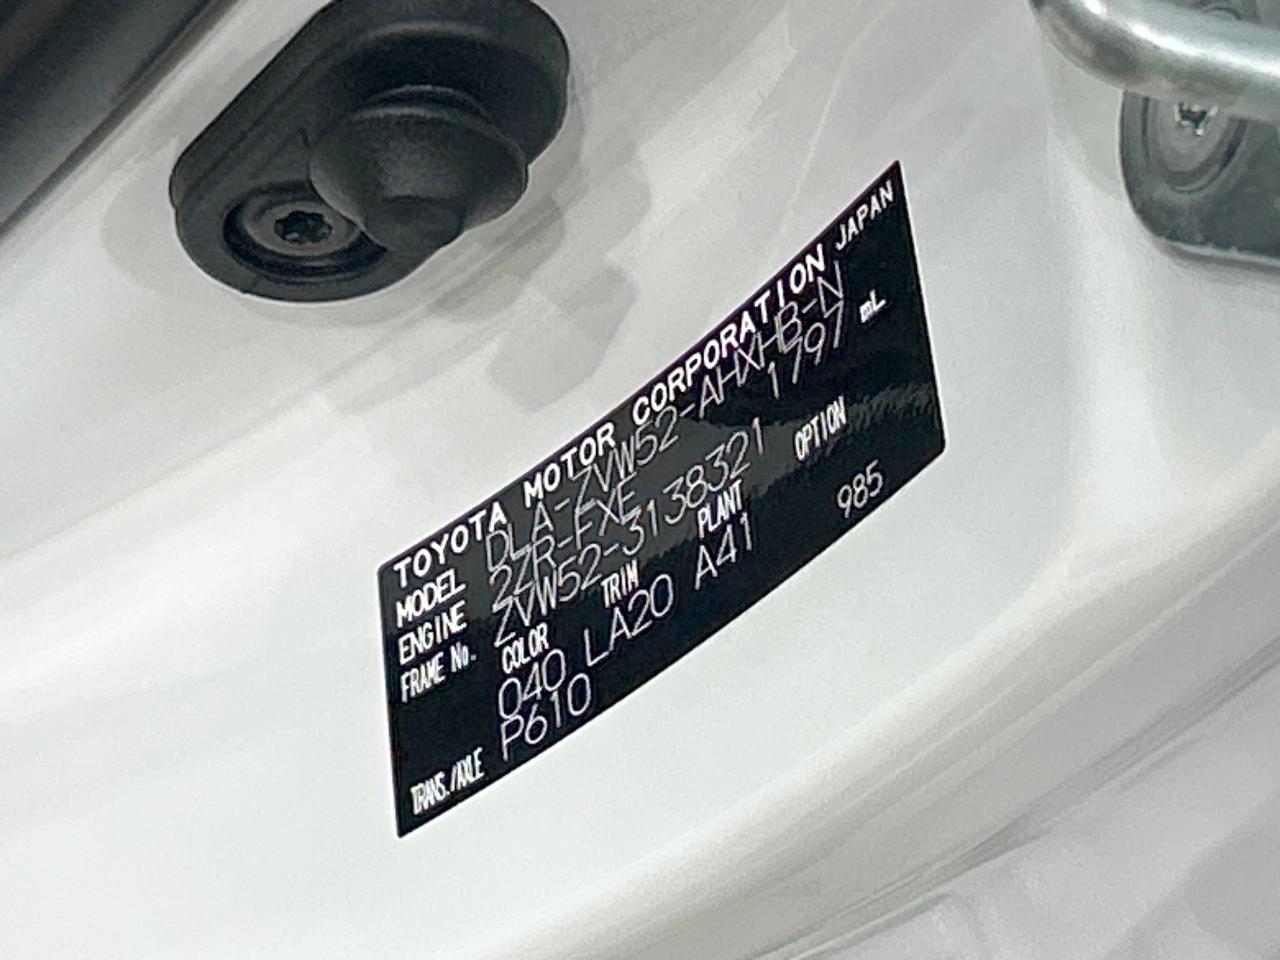 TOYOTA MOTOR CORPORATION JAPAN
MODEL DLA-ZVW52-AHXHB-N
ENGINE 2ZR-FXE 1797 mL
FRAME No. ZVW52-3138321
COLOR TRIM PLANT OPTION
040 LA20 A41 985
TRANS./AXLE P610